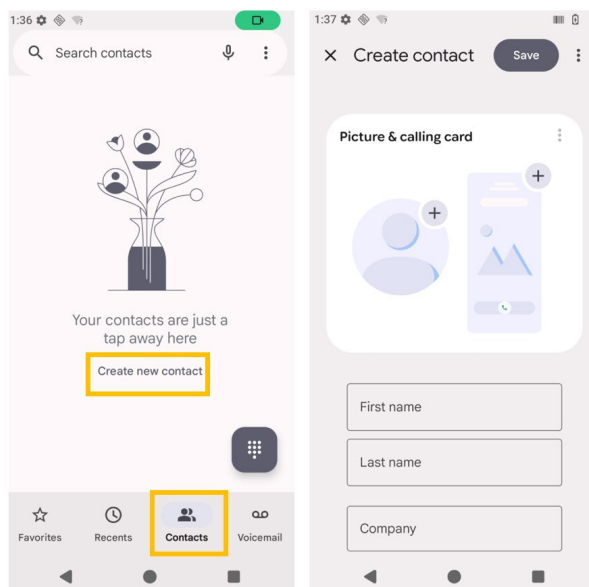 1:36
Search contacts
Your contacts are just a
tap away here
Create new contact
Favorites Recents Contacts Voicemail
1:37
Create contact Save
Picture & calling card
First name
Last name
Company